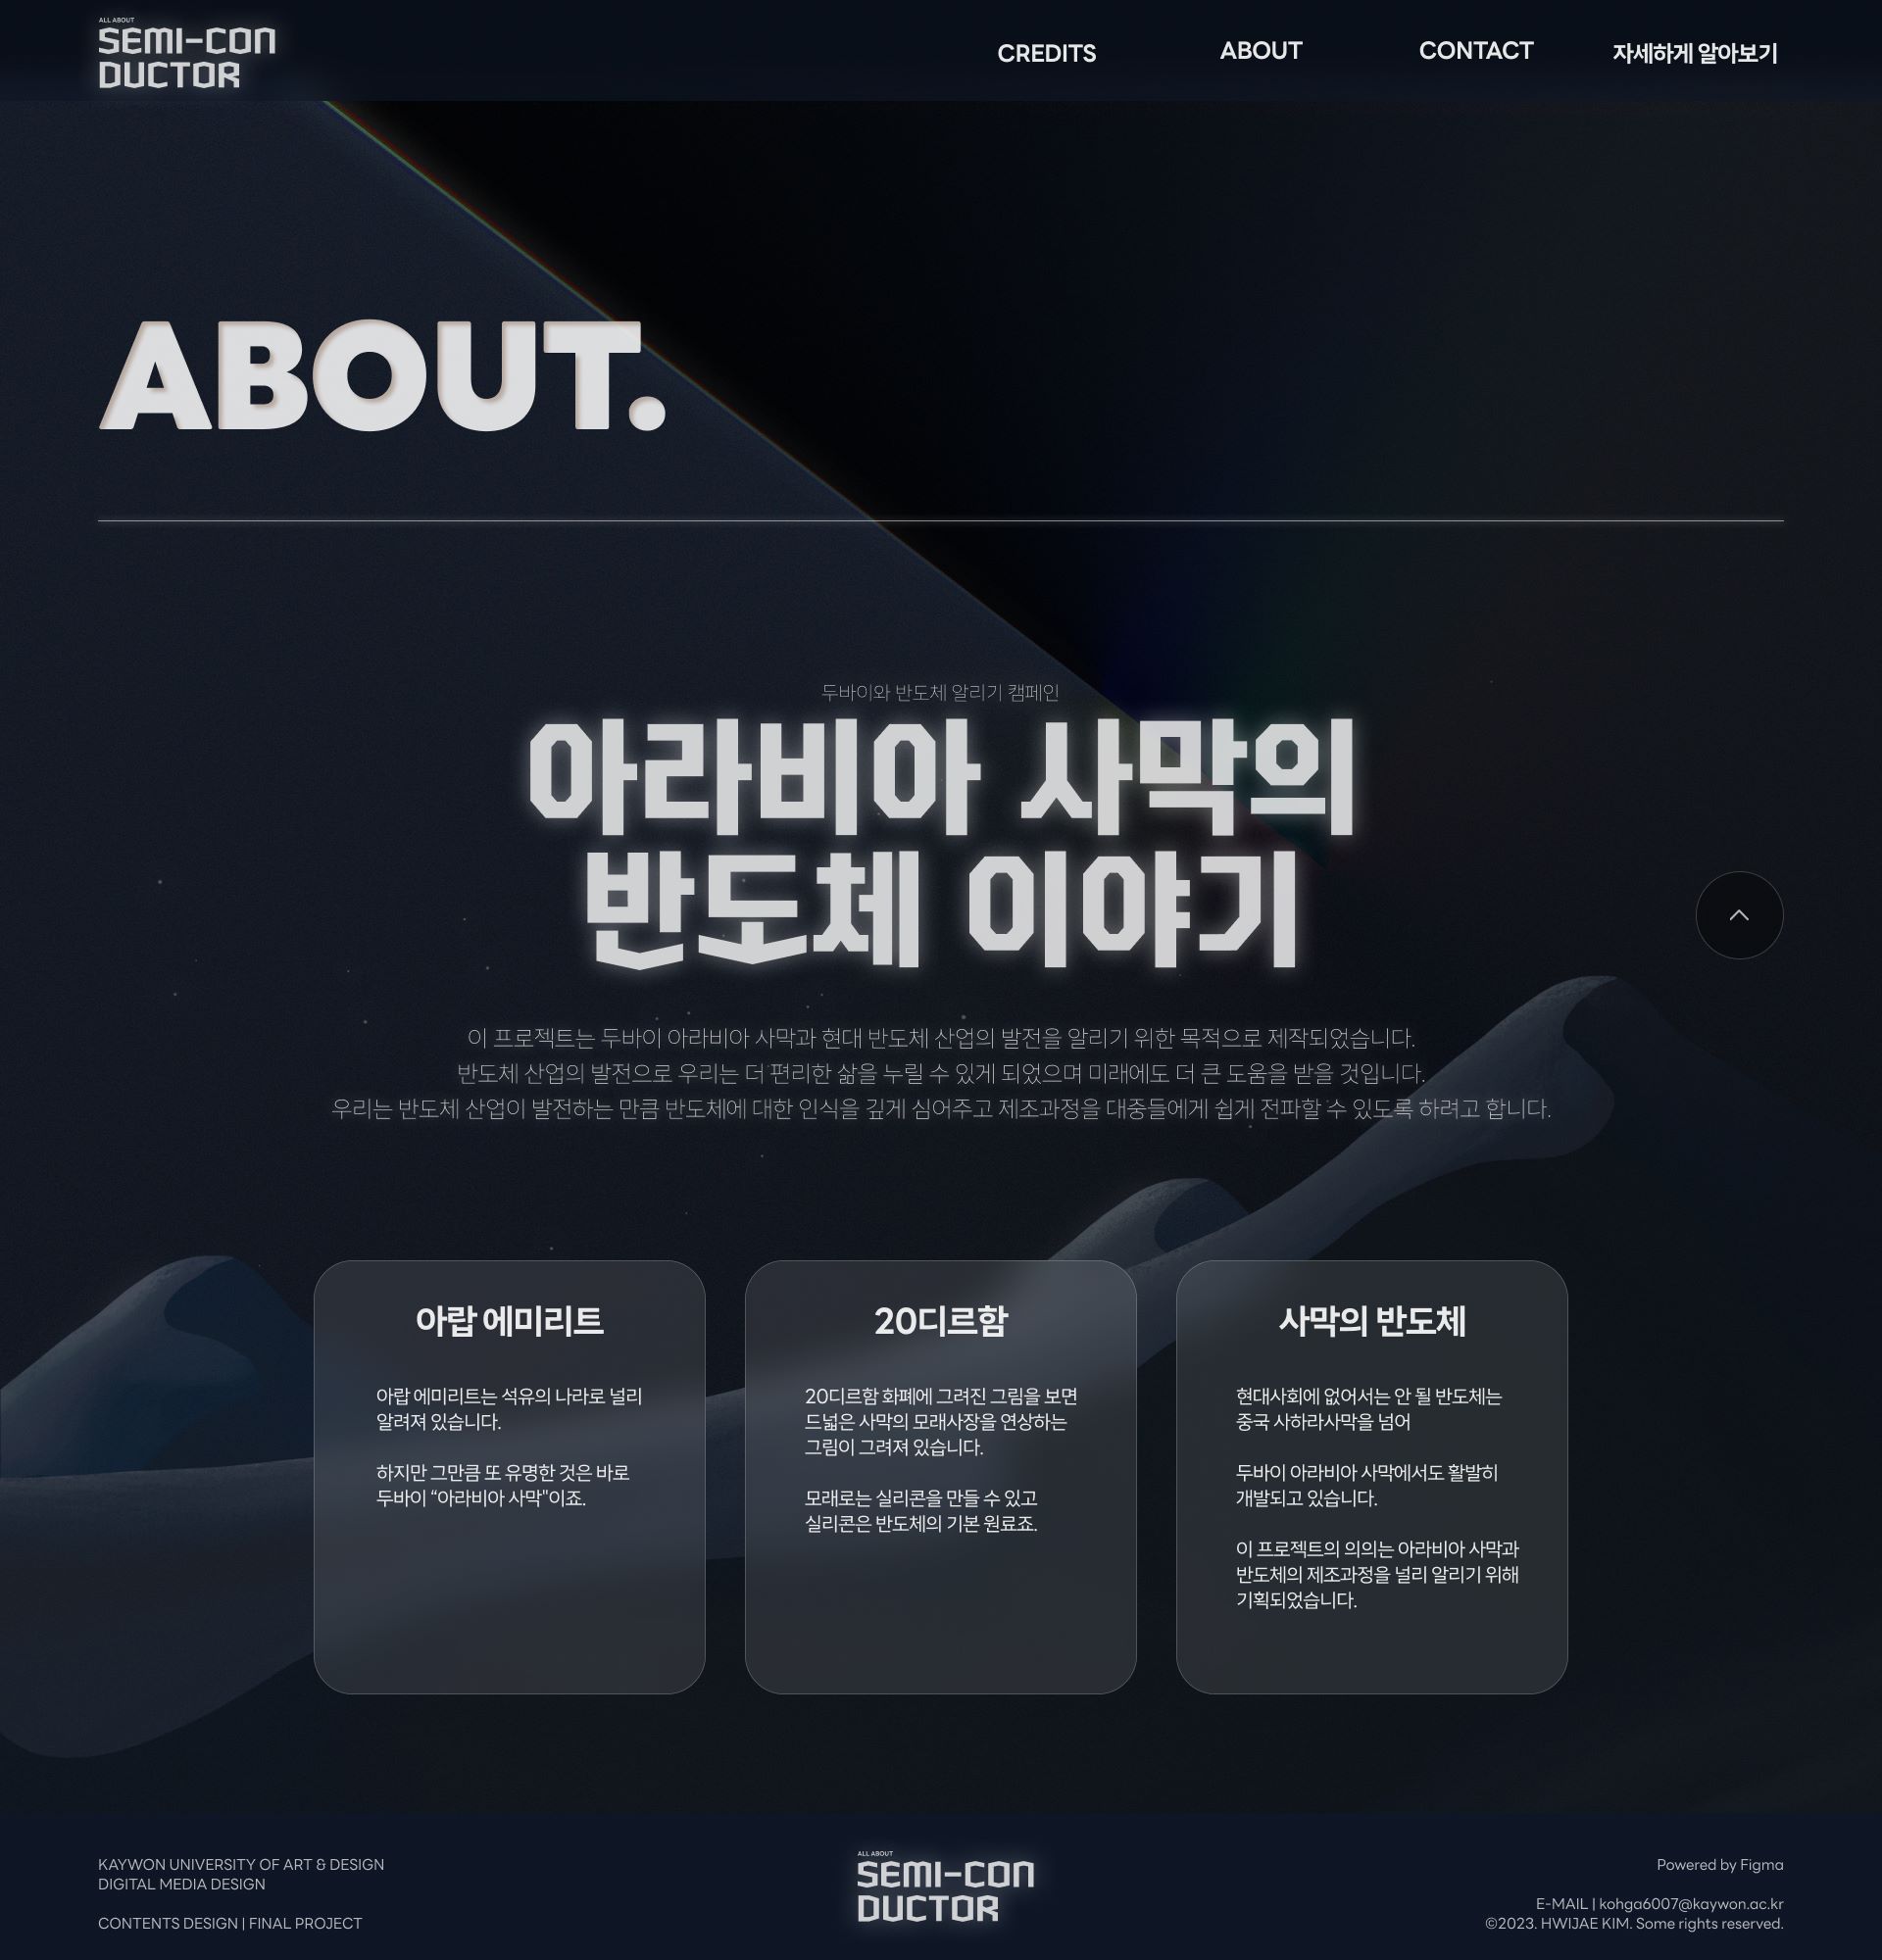 ALL ABOUT
SEMI-CON
DUCTOR
CREDITS
ABOUT
CONTACT
자세하게 알아보기
ABOUT.
두바이와 반도체 알리기 캠페인
아라비아 사막의
반도체 이야기
이 프로젝트는 두바이 아라비아 사막과 현대 반도체 산업의 발전을 알리기 위한 목적으로 제작되었습니다.
반도체 산업의 발전으로 우리는 더 편리한 삶을 누릴 수 있게 되었으며 미래에도 더 큰 도움을 받을 것입니다.
우리는 반도체 산업이 발전하는 만큼 반도체에 대한 인식을 깊게 심어주고 제조과정을 대중들에게 쉽게 전파할 수 있도록 하려고 합니다.
아랍 에미리트
아랍 에미리트는 석유의 나라로 널리
알려져 있습니다.
하지만 그만큼 또 유명한 것은 바로
두바이 “아라비아 사막"이죠.
20디르함
20디르함 화폐에 그려진 그림을 보면
드넓은 사막의 모래사장을 연상하는
그림이 그려져 있습니다.
모래로는 실리콘을 만들 수 있고
실리콘은 반도체의 기본 원료죠.
사막의 반도체
현대사회에 없어서는 안 될 반도체는
중국 사하라사막을 넘어
두바이 아라비아 사막에서도 활발히
개발되고 있습니다.
이 프로젝트의 의의는 아라비아 사막과
반도체의 제조과정을 널리 알리기 위해
기획되었습니다.
KAYWON UNIVERSITY OF ART & DESIGN
DIGITAL MEDIA DESIGN
CONTENTS DESIGN | FINAL PROJECT
ALL ABOUT
SEMI-CON
DUCTOR
Powered by Figma
E-MAIL | kohga6007@kaywon.ac.kr
©2023. HWIJAE KIM. Some rights reserved.